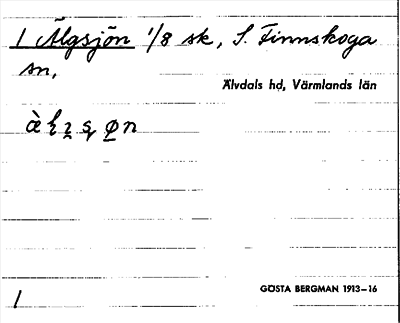 1 Älgsjön 1/8 sk, S. Finnskoga
sn,
Älvdals hd, Värmlands län
GÖSTA BERGMAN 1913–16
1